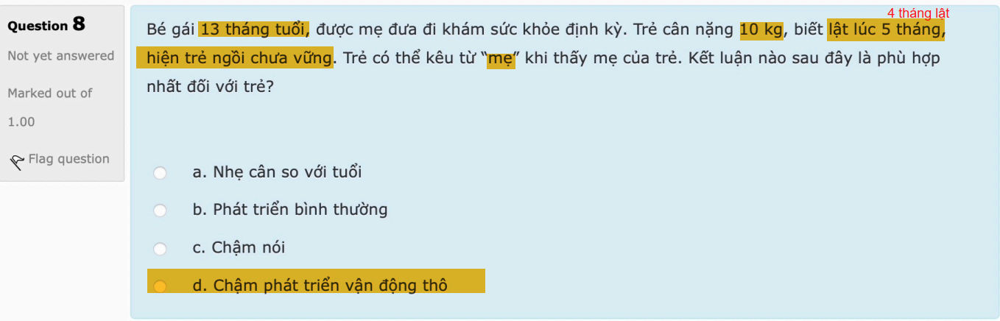 Question 8
Not yet answered
Marked out of
1.00
Flag question
4 tháng lật
Bé gái 13 tháng tuổi, được mẹ đưa đi khám sức khỏe định kỳ. Trẻ cân nặng 10 kg, biết lật lúc 5 tháng,
hiện trẻ ngồi chưa vững. Trẻ có thể kêu từ “mẹ” khi thấy mẹ của trẻ. Kết luận nào sau đây là phù hợp
nhất đối với trẻ?
a. Nhẹ cân so với tuổi
b. Phát triển bình thường
c. Chậm nói
d. Chậm phát triển vận động thô